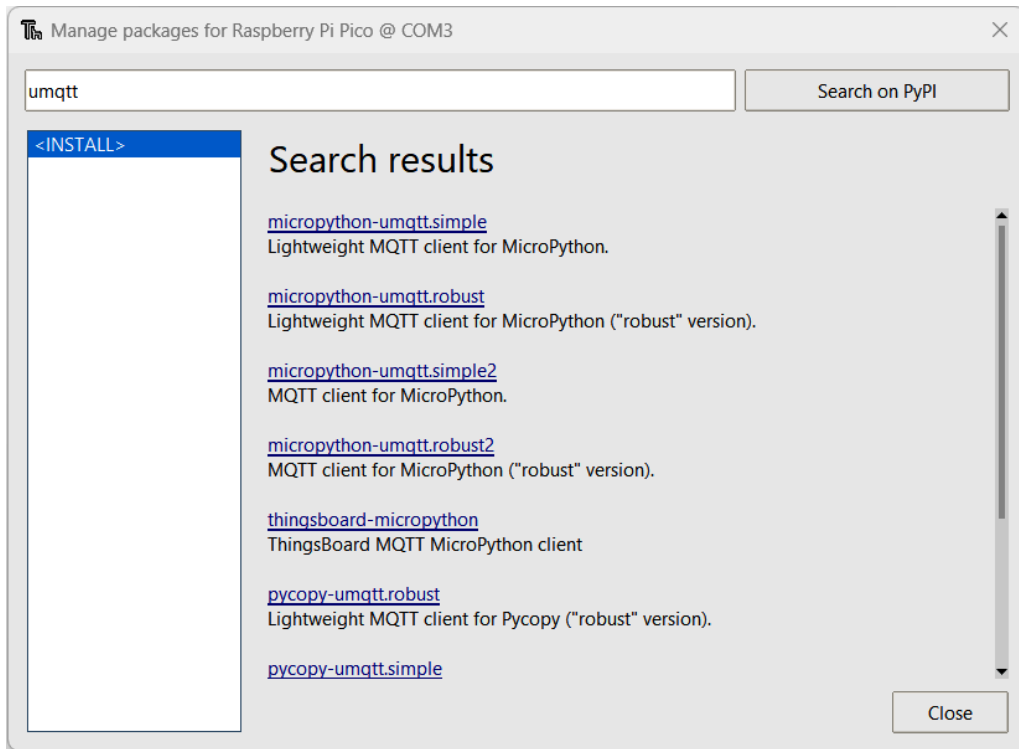 Manage packages for Raspberry Pi Pico @ COM3
umqtt
Search on PyPI
<INSTALL>
Search results
micropython-umqtt.simple
Lightweight MQTT client for MicroPython.
micropython-umqtt.robust
Lightweight MQTT client for MicroPython ("robust" version).
micropython-umqtt.simple2
MQTT client for MicroPython.
micropython-umqtt.robust2
MQTT client for MicroPython ("robust" version).
thingsboard-micropython
ThingsBoard MQTT MicroPython client
pycopy-umqtt.robust
Lightweight MQTT client for Pycopy ("robust" version).
pycopy-umqtt.simple
Close